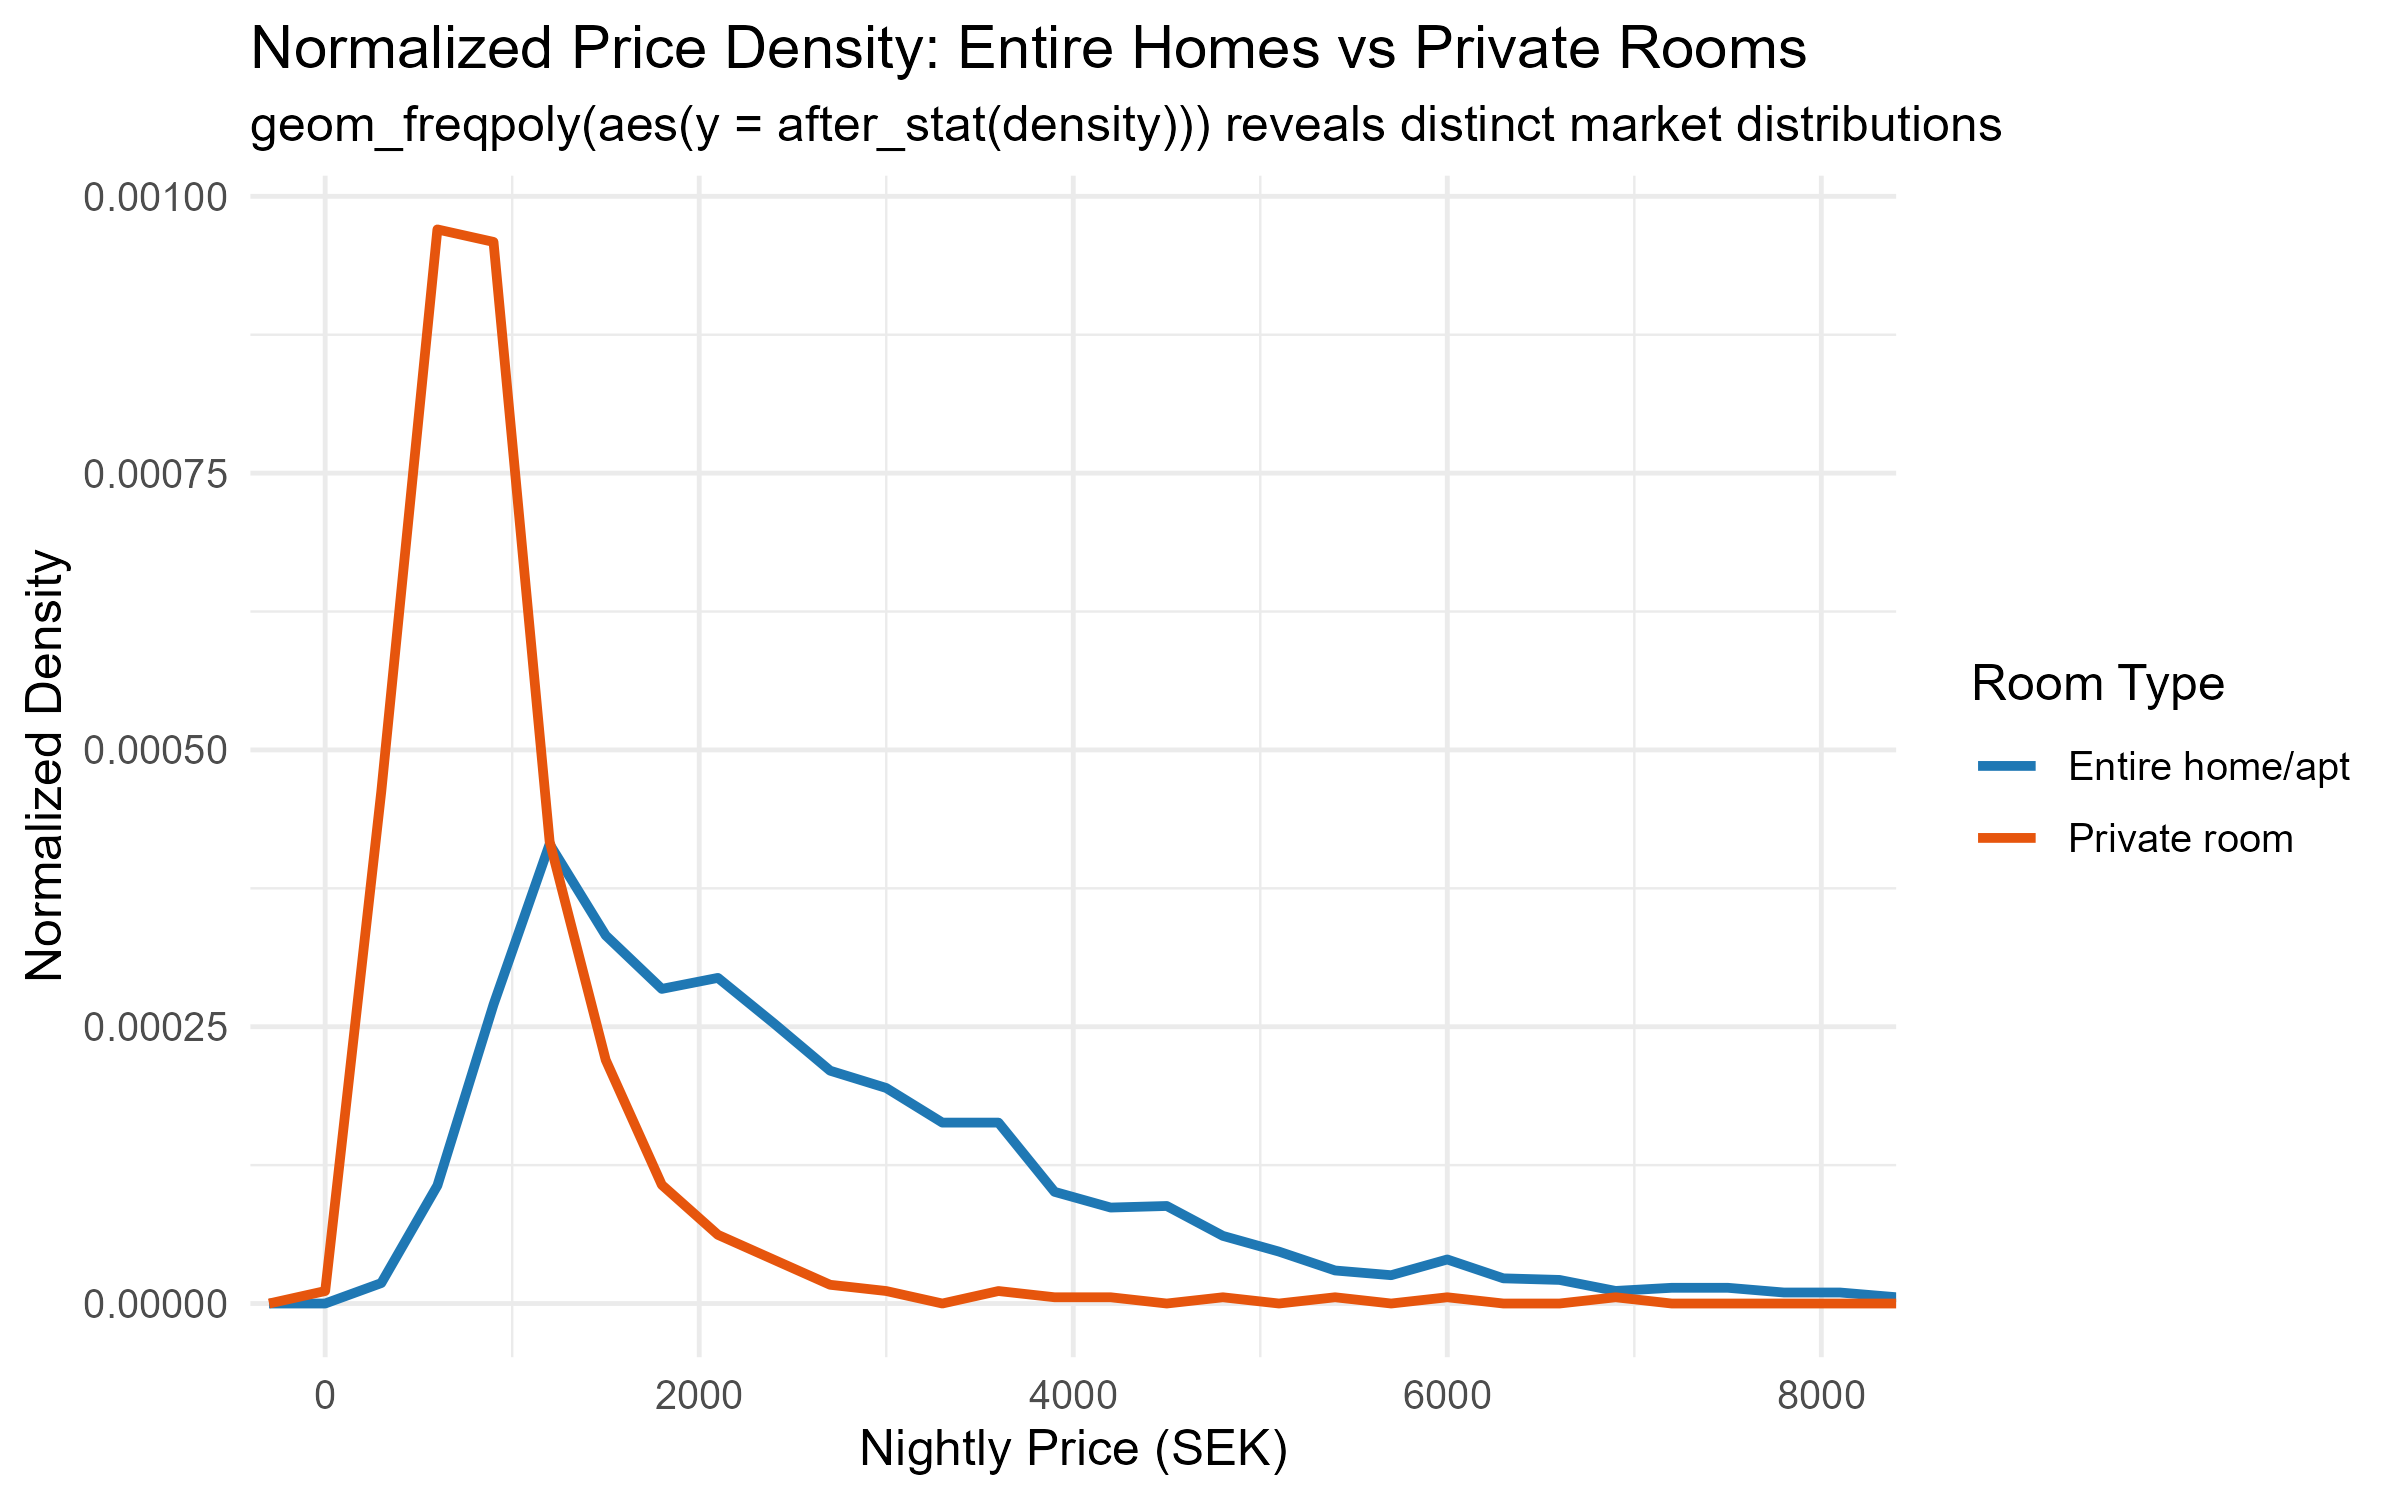 Normalized Price Density: Entire Homes vs Private Rooms
geom_freqpoly(aes(y = after_stat(density))) reveals distinct market distributions
0.00100
0.00075
0.00050
0.00025
0.00000
Normalized Density
0 2000 4000 6000 8000
Nightly Price (SEK)
Room Type
Entire home/apt
Private room